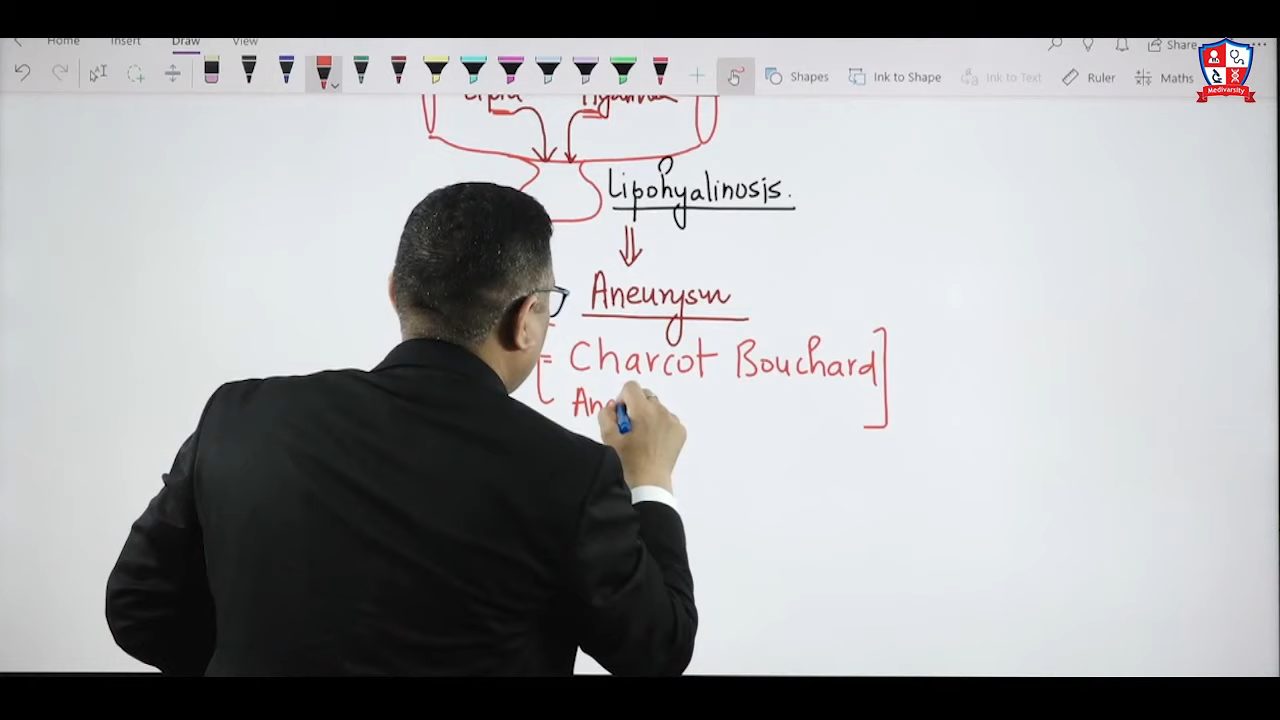 Home Insert Draw View Share
Shapes Ink to Shape Ink to Text Ruler Maths
Medivarsity
Lipohyalinosis.
Aneurysm
= Charcot Bouchard
An